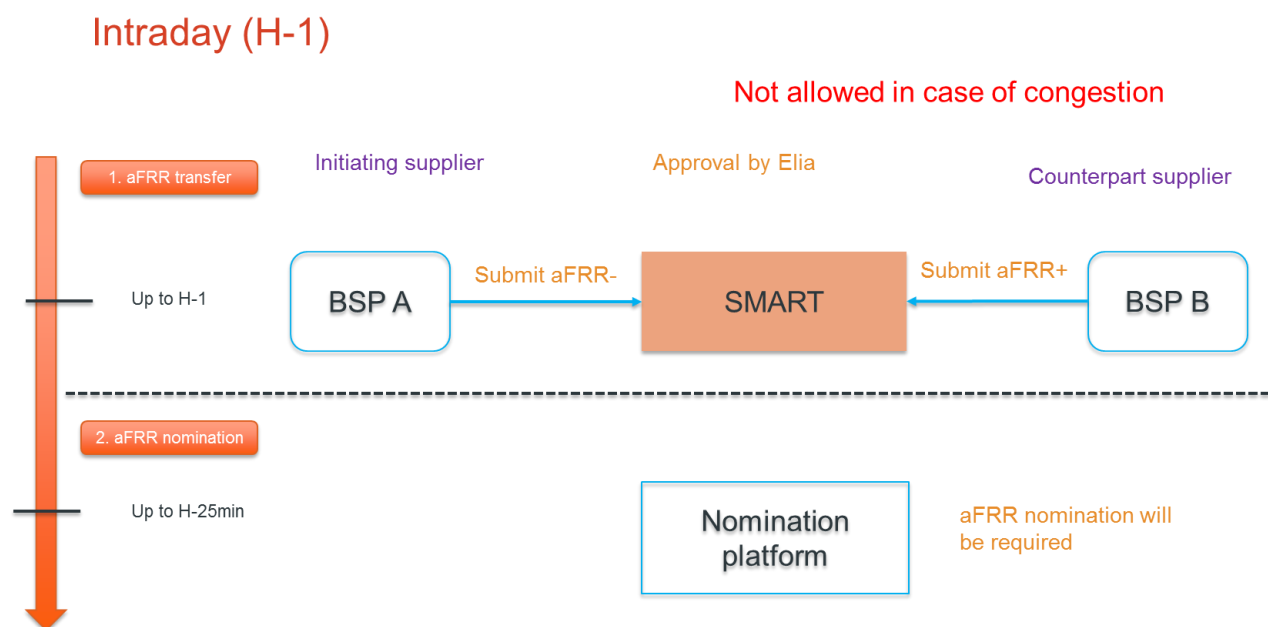 Intraday (H-1)
Not allowed in case of congestion
1. aFRR transfer
Initiating supplier
Approval by Elia
Counterpart supplier
Up to H-1
BSP A
Submit aFRR-
SMART
Submit aFRR+
BSP B
2. aFRR nomination
Up to H-25min
Nomination
platform
aFRR nomination will
be required